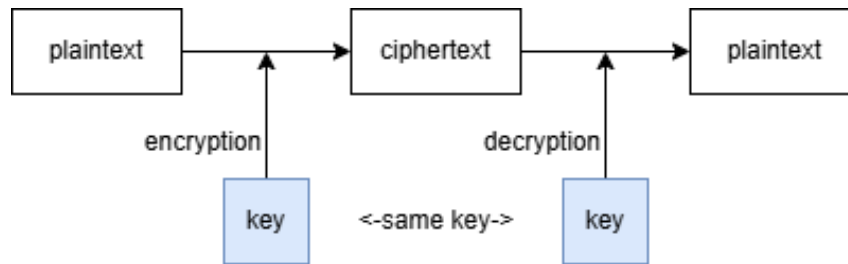 plaintext
ciphertext
plaintext
encryption
decryption
key
<-same key->
key